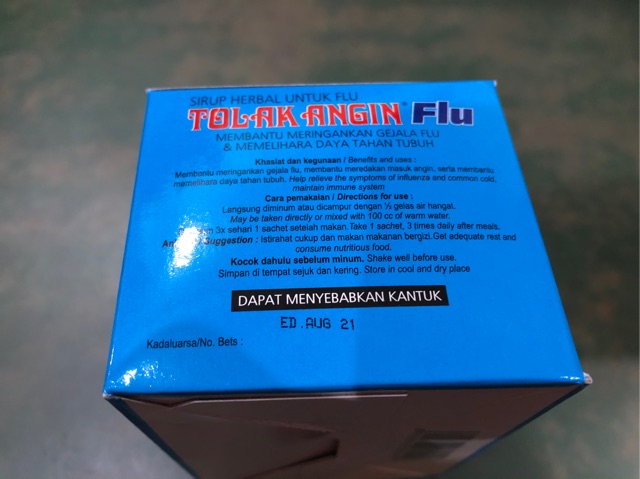 SIRUP HERBAL UNTUK FLU
TOLAK ANGIN® Flu
MEMBANTU MERINGANKAN GEJALA FLU
& MEMELIHARA DAYA TAHAN TUBUH
Khasiat dan kegunaan / Benefits and uses :
Membantu meringankan gejala flu, membantu meredakan masuk angin, serta membantu
memelihara daya tahan tubuh. Help relieve the symptoms of influenza and common cold,
maintain immune system
Cara pemakaian / Directions for use :
Langsung diminum atau dicampur dengan ½ gelas air hangat.
May be taken directly or mixed with 100 cc of warm water.
3x sehari 1 sachet setelah makan. Take 1 sachet, 3 times daily after meals.
Suggestion : Istirahat cukup dan makan makanan bergizi. Get adequate rest and
consume nutritious food.
Kocok dahulu sebelum minum. Shake well before use.
Simpan di tempat sejuk dan kering. Store in cool and dry place
DAPAT MENYEBABKAN KANTUK
ED. AUG 21
Kadaluarsa/No. Bets :